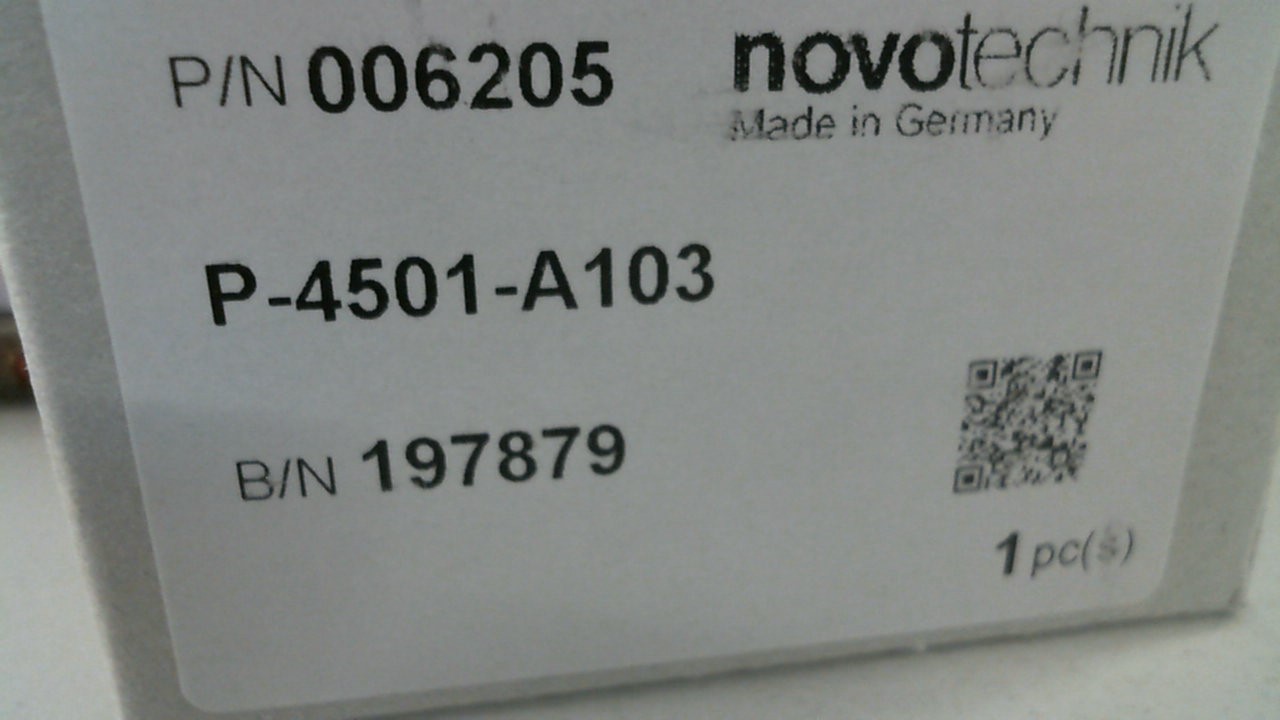 P/N 006205 novotechnik
Made in Germany
P-4501-A103
B/N 197879
1 pc(s)